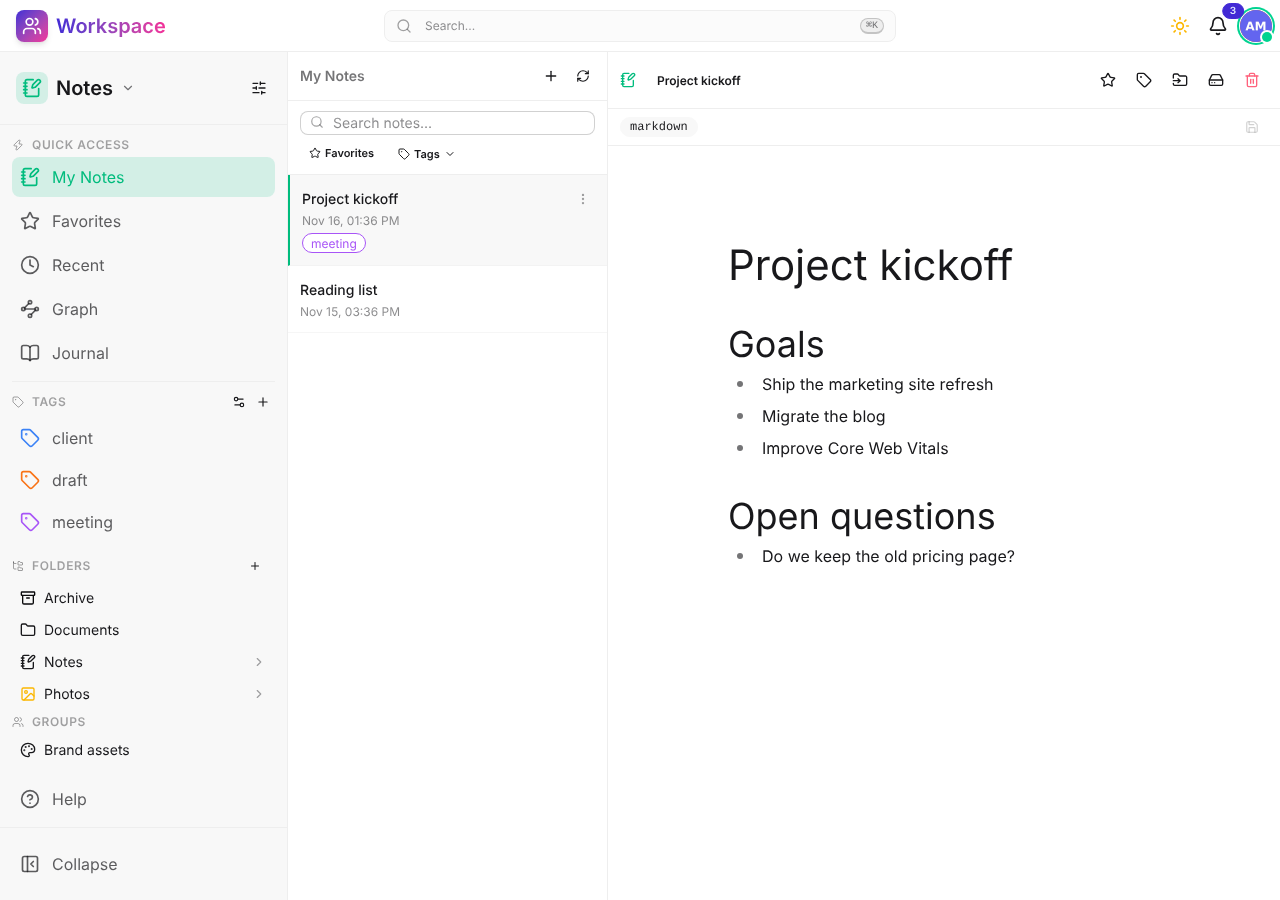 Workspace
Search...
⌘K
3
AM
Notes
QUICK ACCESS
My Notes
Favorites
Recent
Graph
Journal
TAGS
client
draft
meeting
FOLDERS
Archive
Documents
Notes
Photos
GROUPS
Brand assets
Help
Collapse
My Notes
Search notes...
Favorites
Tags
Project kickoff
Nov 16, 01:36 PM
meeting
Reading list
Nov 15, 03:36 PM
Project kickoff
markdown
Project kickoff
Goals
Ship the marketing site refresh
Migrate the blog
Improve Core Web Vitals
Open questions
Do we keep the old pricing page?